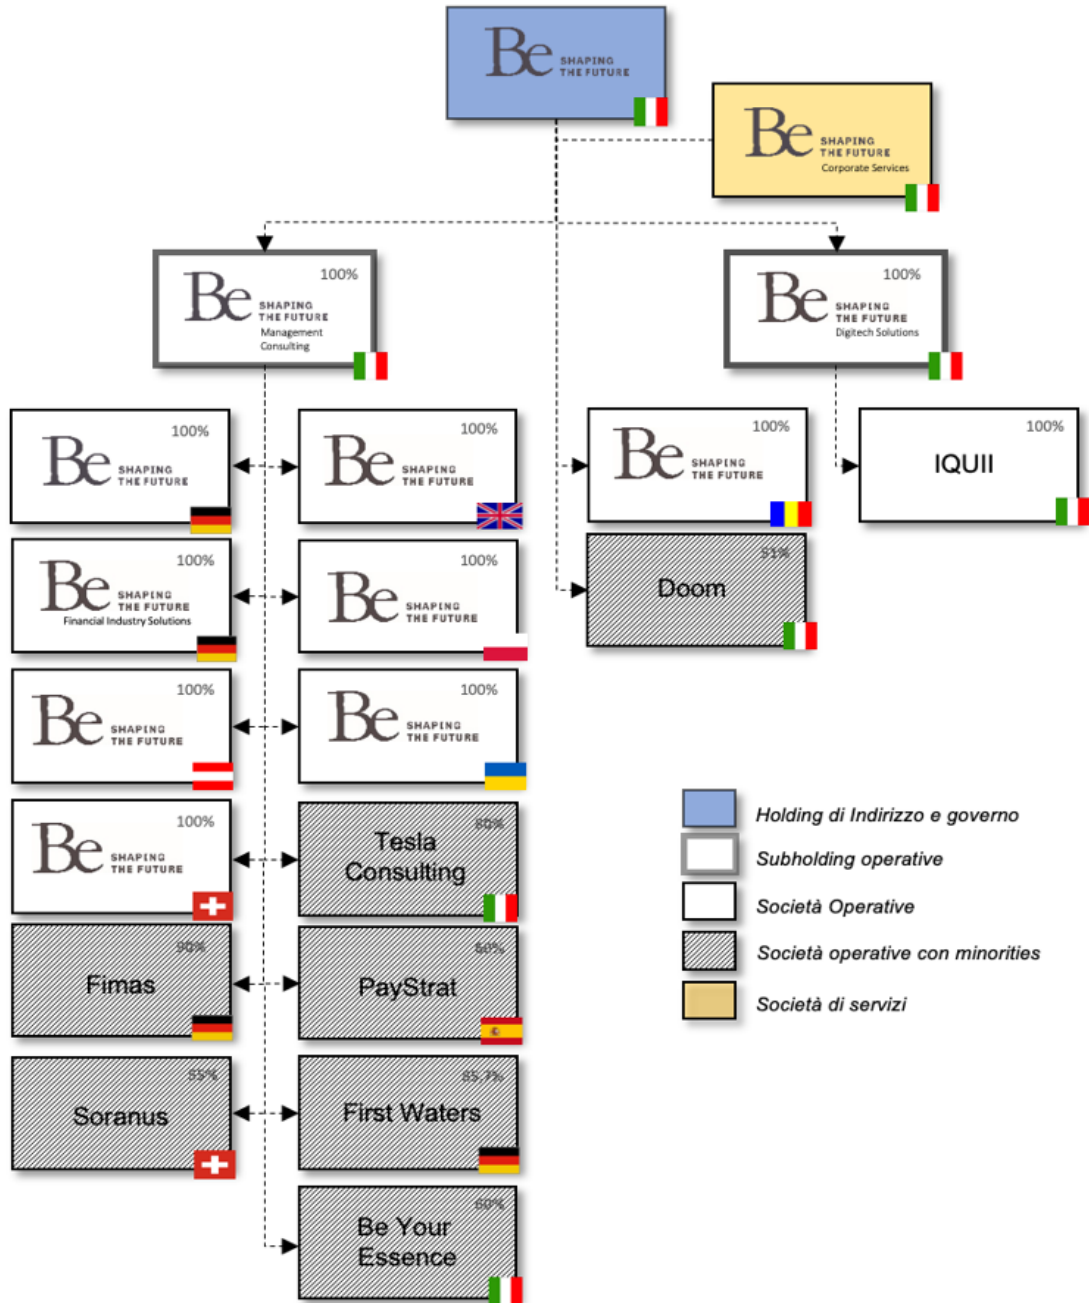 Be SHAPING
THE FUTURE
Be SHAPING
THE FUTURE
Corporate Services
100%
Be SHAPING
THE FUTURE
Management
Consulting
100%
Be SHAPING
THE FUTURE
Digitech Solutions
100%
Be SHAPING
THE FUTURE
100%
Be SHAPING
THE FUTURE
100%
Be SHAPING
THE FUTURE
100%
IQUII
100%
Be SHAPING
THE FUTURE
Financial Industry Solutions
100%
Be SHAPING
THE FUTURE
51%
Doom
100%
Be SHAPING
THE FUTURE
100%
Be SHAPING
THE FUTURE
100%
Be SHAPING
THE FUTURE
80%
Tesla
Consulting
90%
Fimas
60%
PayStrat
55%
Soranus
85,7%
First Waters
60%
Be Your
Essence
Holding di Indirizzo e governo
Subholding operative
Società Operative
Società operative con minorities
Società di servizi